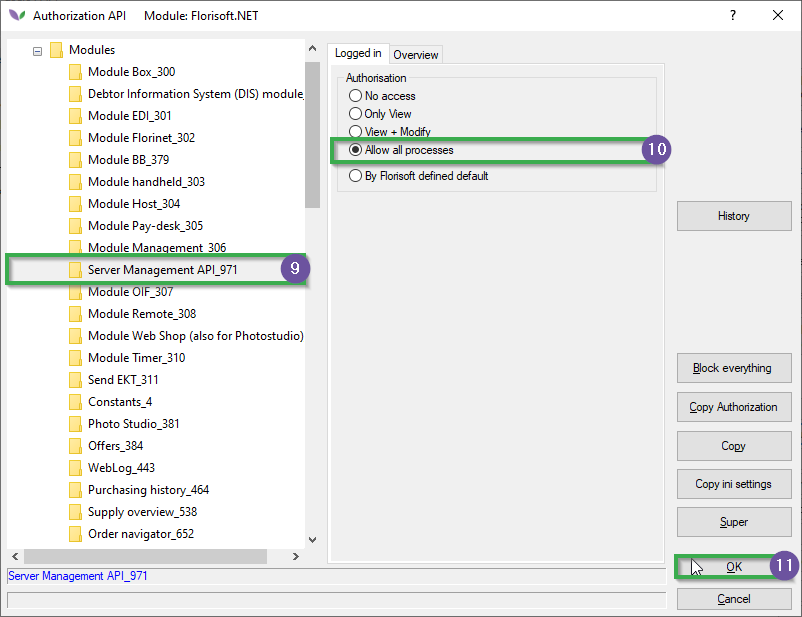 Authorization API Module: Florisoft.NET
?
Modules
Module Box_300
Debtor Information System (DIS) module_
Module EDI_301
Module Florinet_302
Module BB_379
Module handheld_303
Module Host_304
Module Pay-desk_305
Module Management_306
Server Management API_971
9
Module OIF_307
Module Remote_308
Module Web Shop (also for Photostudio)
Module Timer_310
Send EKT_311
Constants_4
Photo Studio_381
Offers_384
WebLog_443
Purchasing history_464
Supply overview_538
Order navigator_652
Server Management API_971
Logged in
Overview
Authorisation
No access
Only View
View + Modify
Allow all processes
10
By Florisoft defined default
History
Block everything
Copy Authorization
Copy
Copy ini settings
Super
OK
11
Cancel